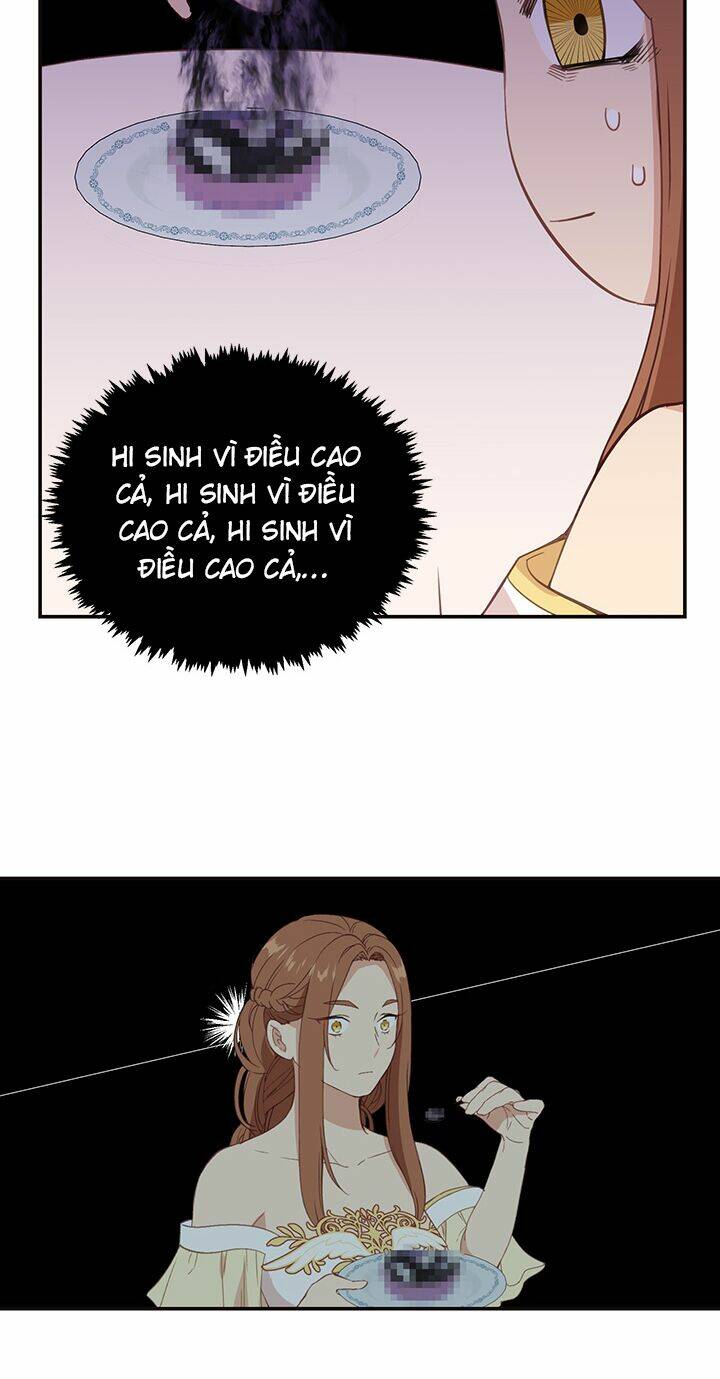 HI SINH VÌ ĐIỀU CAO
CẢ, HI SINH VÌ ĐIỀU
CAO CẢ, HI SINH VÌ
ĐIỀU CAO CẢ,...